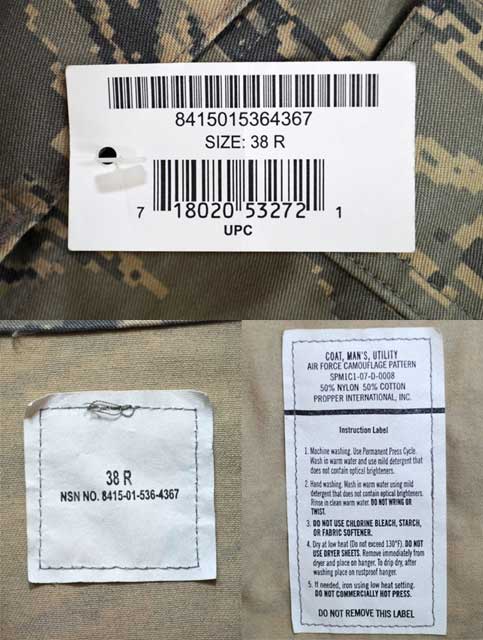 8415015364367
SIZE: 38 R
7 18020 53272 1
UPC
38 R
NSN NO. 8415-01-536-4367
COAT, MAN'S, UTILITY
AIR FORCE CAMOUFLAGE PATTERN
SPM1C1-07-D-0008
50% NYLON 50% COTTON
PROPPER INTERNATIONAL, INC.
Instruction Label
1. Machine washing. Use Permanent Press Cycle.
Wash in warm water and use mild detergent that
does not contain optical brighteners.
2. Hand washing. Wash in warm water using mild
detergent that does not contain optical brighteners.
Rinse in clean warm water. DO NOT WRING OR
TWIST.
3. DO NOT USE CHLORINE BLEACH, STARCH,
OR FABRIC SOFTENER.
4. Dry at low heat (Do not exceed 130°F). DO NOT
USE DRYER SHEETS. Remove immediately from
dryer and place on hanger. To drip dry, after
washing place on rustproof hanger.
5. If needed, iron using low heat setting.
DO NOT COMMERCIALLY HOT PRESS.
DO NOT REMOVE THIS LABEL